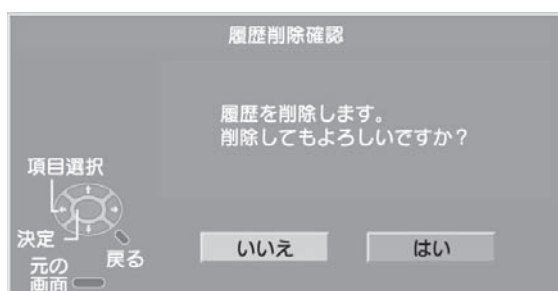 履歴削除確認
履歴を削除します。
削除してもよろしいですか？
項目選択
決定
戻る
元の
画面
いいえ
はい